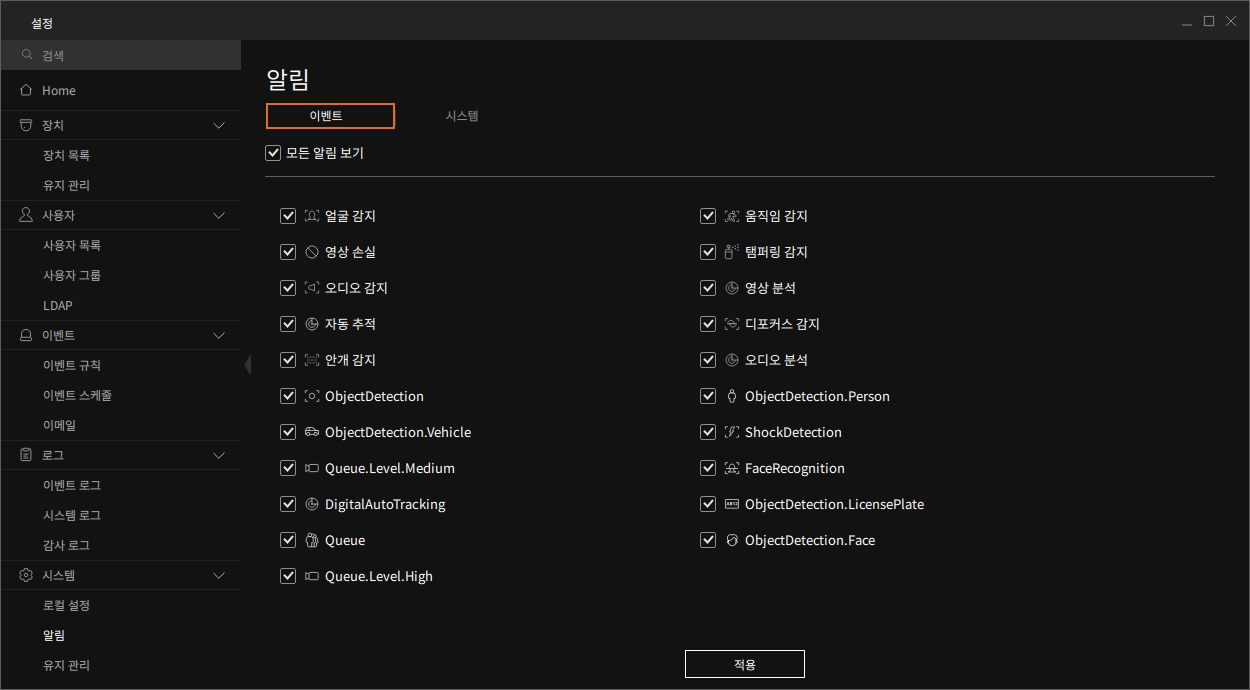 설정
검색
Home
장치
장치 목록
유지 관리
사용자
사용자 목록
사용자 그룹
LDAP
이벤트
이벤트 규칙
이벤트 스케줄
이메일
로그
이벤트 로그
시스템 로그
감사 로그
시스템
로컬 설정
알림
유지 관리
알림
이벤트 시스템
모든 알림 보기
얼굴 감지 움직임 감지
영상 손실 탬퍼링 감지
오디오 감지 영상 분석
자동 추적 디포커스 감지
안개 감지 오디오 분석
ObjectDetection ObjectDetection.Person
ObjectDetection.Vehicle ShockDetection
Queue.Level.Medium FaceRecognition
DigitalAutoTracking ObjectDetection.LicensePlate
Queue ObjectDetection.Face
Queue.Level.High
적용